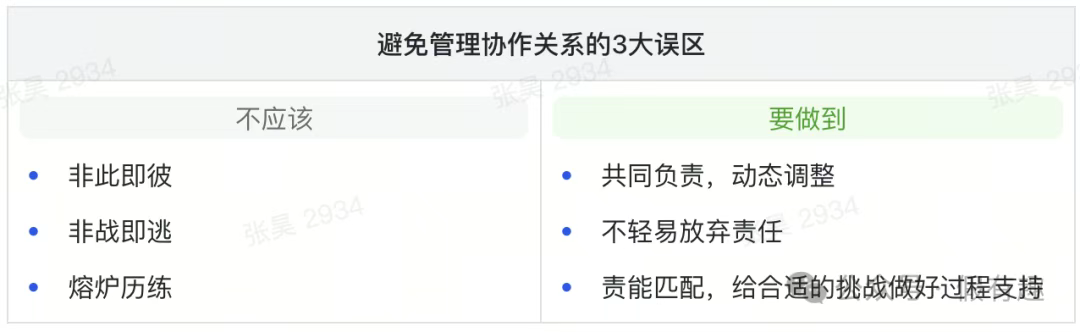 避免管理协作关系的3大误区
不应该
要做到
非此即彼
共同负责，动态调整
非战即逃
不轻易放弃责任
熔炉历练
责能匹配，给合适的挑战做好过程支持
张昊 2934
张昊 2934
张昊 2934
张昊 2934
张昊 2934
公众号